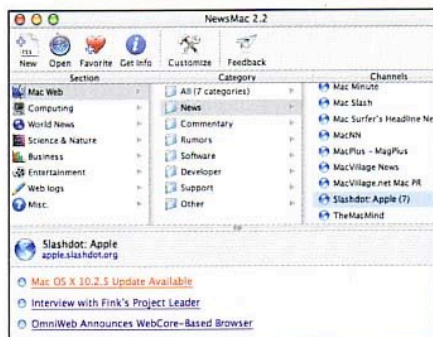 NewsMac 2.2
New Open Favorite Get Info Customize Feedback
Section Category Channels
Mac Web
Computing
World News
Science & Nature
Business
Entertainment
Web logs
Misc.
All (7 categories)
News
Commentary
Rumors
Software
Developer
Support
Other
Mac Minute
Mac Slash
Mac Surfer's Headline Ne
MacNN
MacPlus - MagPlus
MacVillage News
MacVillage.net Mac PR
Slashdot: Apple (7)
TheMacMind
Slashdot: Apple
apple.slashdot.org
Mac OS X 10.2.5 Update Available
Interview with Fink's Project Leader
OmniWeb Announces WebCore-Based Browser